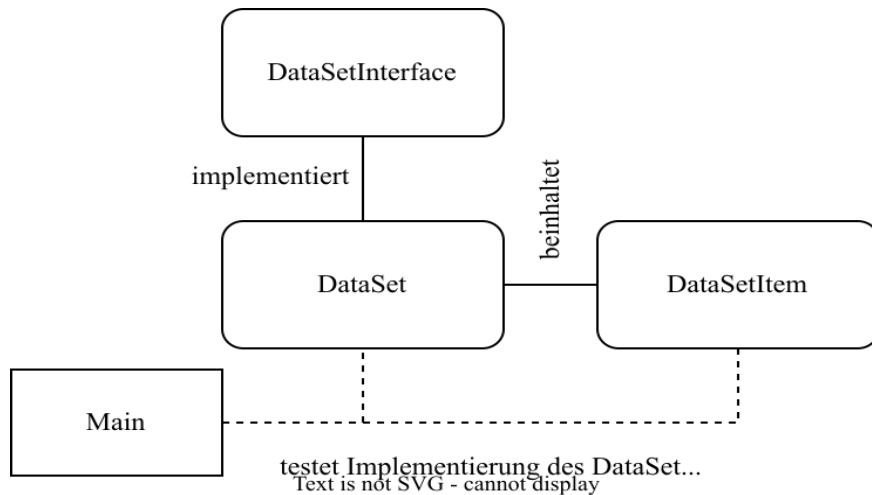 DataSetInterface
implementiert
beinhaltet
DataSet
DataSetItem
Main
testet Implementierung des DataSet...
Text is not SVG - cannot display